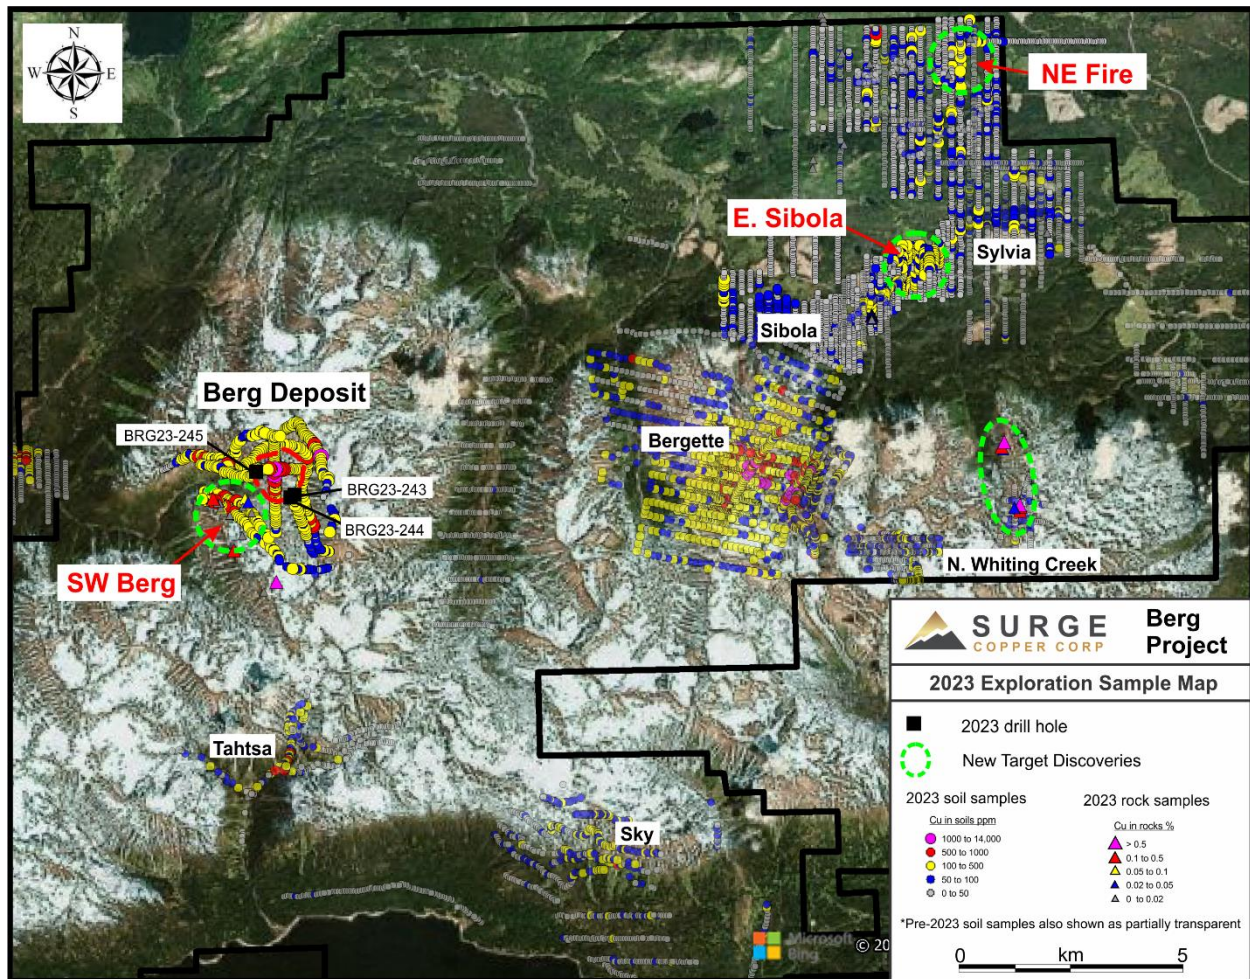 N
W E
S
NE Fire
E. Sibola
Sylvia
Sibola
Berg Deposit
BRG23-245
Bergette
BRG23-243
BRG23-244
SW Berg
N. Whiting Creek
Tahtsa
Sky
SURGE
COPPER CORP
Berg
Project
2023 Exploration Sample Map
2023 drill hole
New Target Discoveries
2023 soil samples
Cu in soils ppm
1000 to 14,000
500 to 1000
100 to 500
50 to 100
0 to 50
2023 rock samples
Cu in rocks %
> 0.5
0.1 to 0.5
0.05 to 0.1
0.02 to 0.05
0 to 0.02
*Pre-2023 soil samples also shown as partially transparent
0 km 5
Microsoft
Bing
© 20